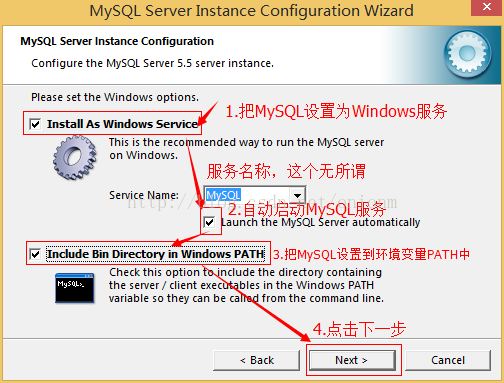 MySQL Server Instance Configuration Wizard
MySQL Server Instance Configuration
Configure the MySQL Server 5.5 server instance.
Please set the Windows options.
1.把MySQL设置为Windows服务
Install As Windows Service
This is the recommended way to run the MySQL server
on Windows.
服务名称，这个无所谓
Service Name:
MySQL
2.自动启动MySQL服务
Launch the MySQL Server automatically
Include Bin Directory in Windows PATH
3.把MySQL设置到环境变量PATH中
Check this option to include the directory containing
the server / client executables in the Windows PATH
variable so they can be called from the command line.
4.点击下一步
< Back
Next >
Cancel